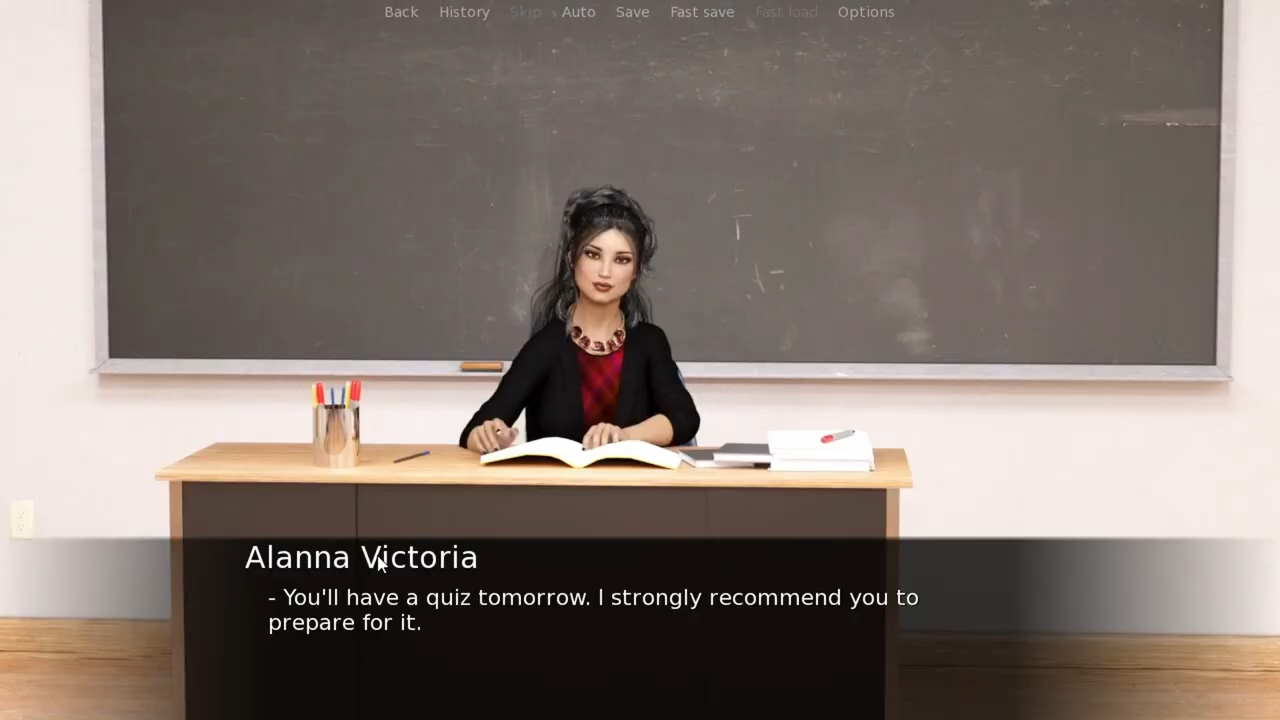 Back History Skip Auto Save Fast save Fast load Options
Alanna Victoria
- You'll have a quiz tomorrow. I strongly recommend you to
prepare for it.